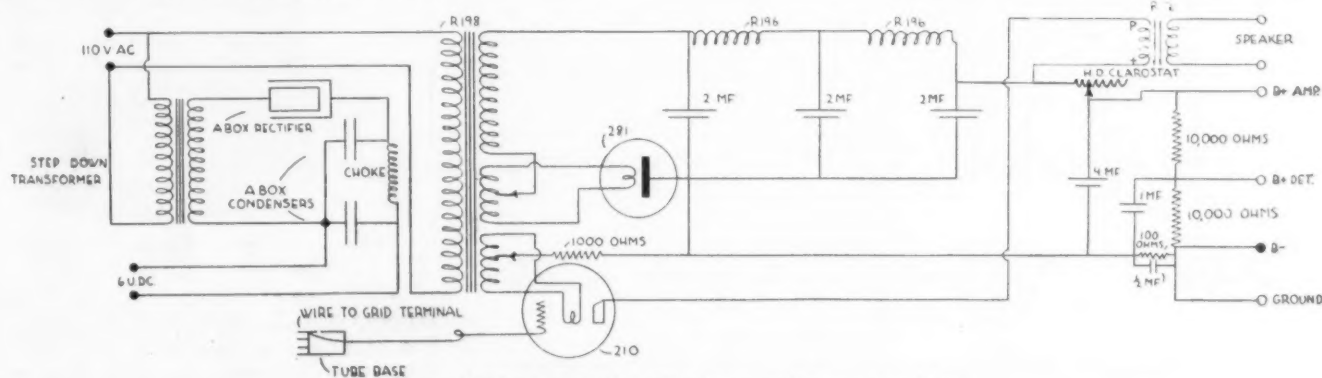 110 V AC
STEP DOWN
TRANSFORMER
A BOX RECTIFIER
A BOX
CONDENSERS
CHOKE
6 V. DC.
R198
R196
R196
2 MF
2 MF
2 MF
281
1000 OHMS
WIRE TO GRID TERMINAL
TUBE BASE
210
P
+
SPEAKER
H.D. CLAROSTAT
B+ AMP.
10,000 OHMS
4 MF
1 MF
B+ DET.
10,000 OHMS
100
OHMS
B-
½ MF
GROUND